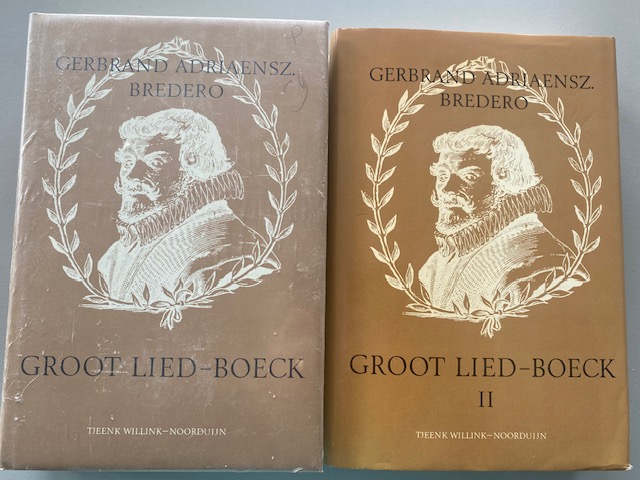 GERBRAND ADRIAENSZ.
BREDERO
GROOT LIED-BOECK
TJEENK WILLINK-NOORDUIJN
GERBRAND ADRIAENSZ.
BREDERO
GROOT LIED-BOECK
II
TJEENK WILLINK-NOORDUIJN